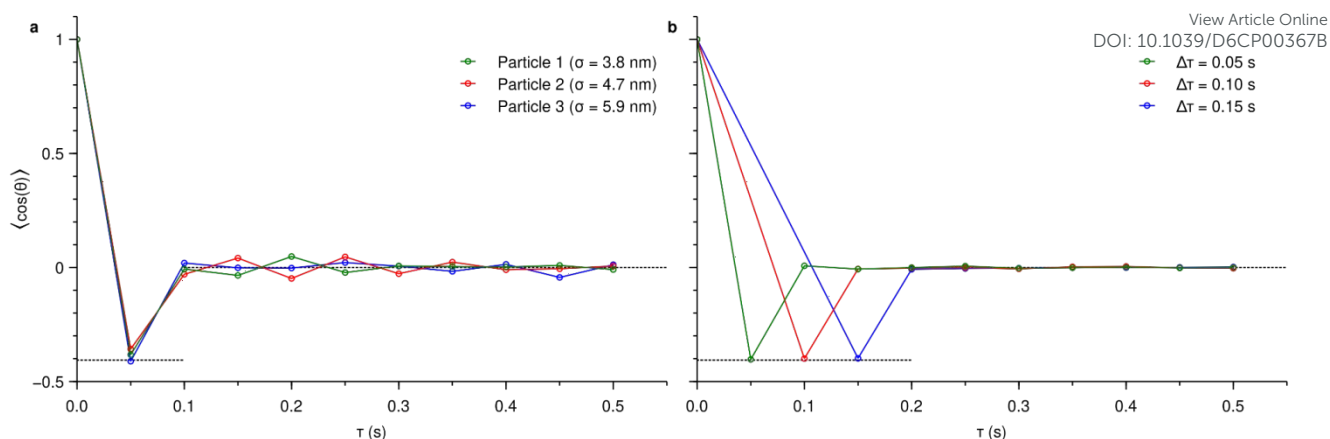 View Article Online
DOI: 10.1039/D6CP00367B
a
Particle 1 (σ = 3.8 nm)
Particle 2 (σ = 4.7 nm)
Particle 3 (σ = 5.9 nm)
1
0.5
0
−0.5
⟨cos(θ)⟩
0.0 0.1 0.2 0.3 0.4 0.5
τ (s)
b
Δτ = 0.05 s
Δτ = 0.10 s
Δτ = 0.15 s
0.0 0.1 0.2 0.3 0.4 0.5
τ (s)